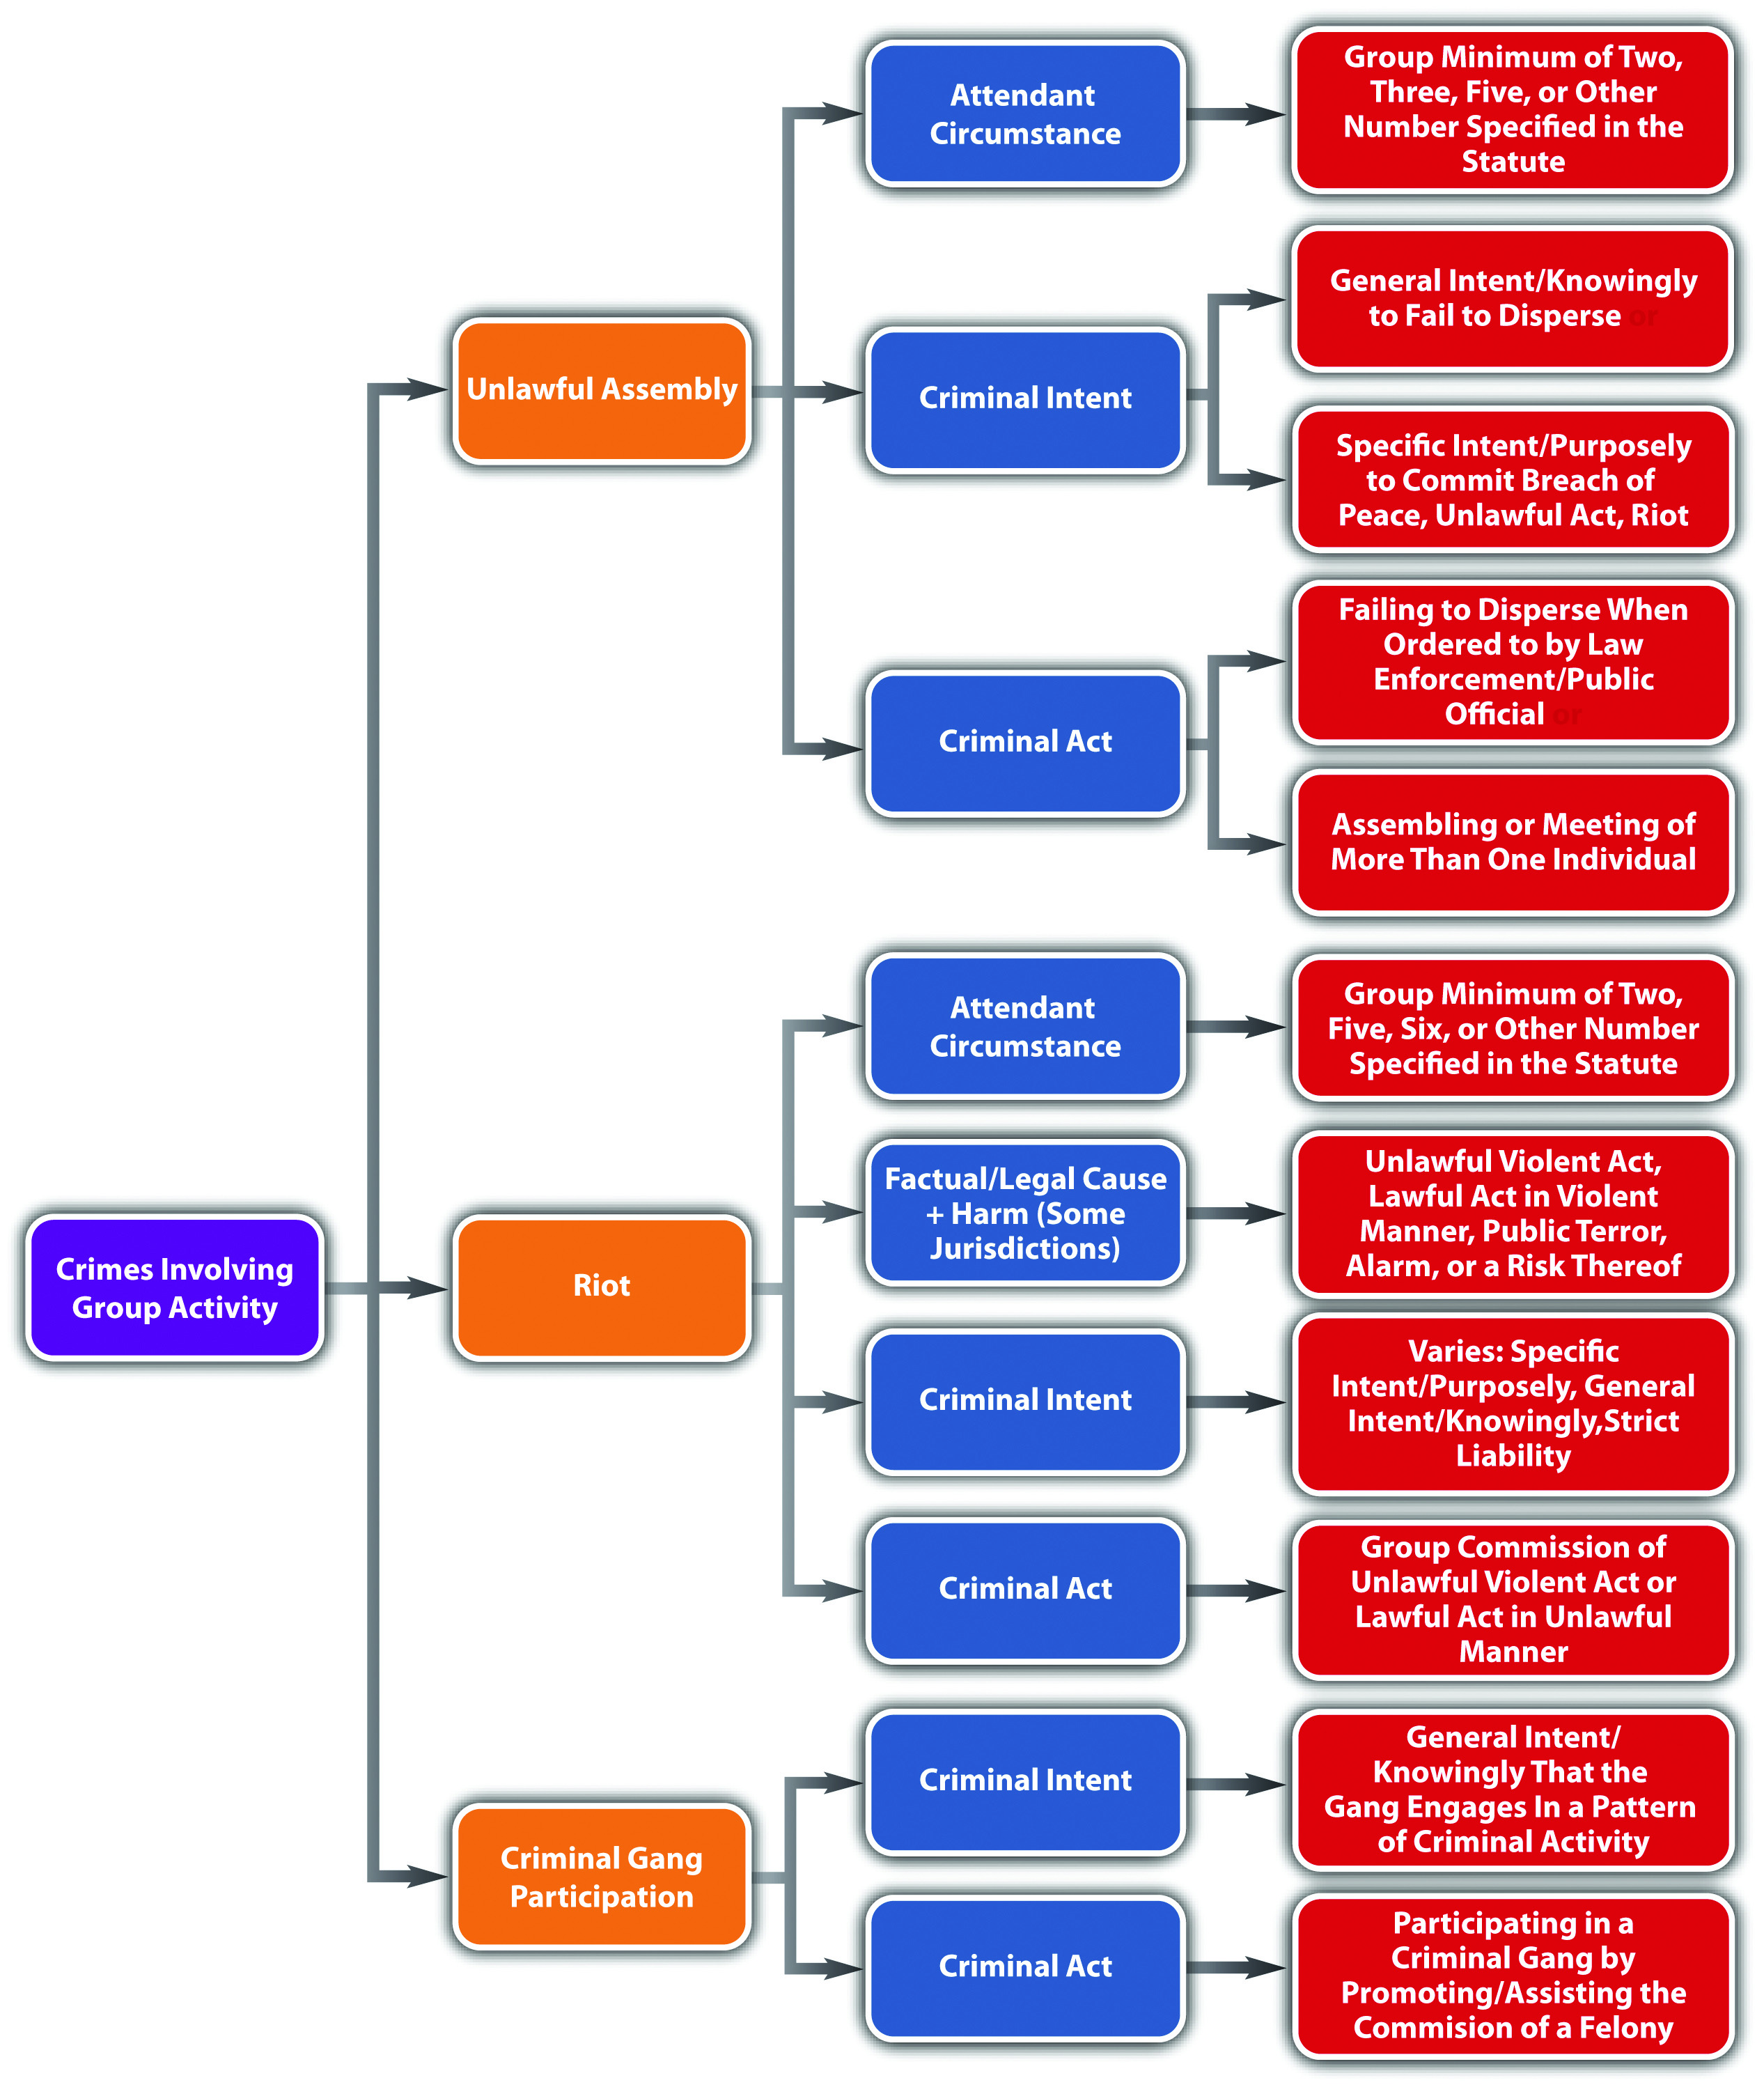 Crimes Involving
Group Activity
Unlawful Assembly
Attendant
Circumstance
Group Minimum of Two,
Three, Five, or Other
Number Specified in the
Statute
Criminal Intent
General Intent/Knowingly
to Fail to Disperse or
Specific Intent/Purposely
to Commit Breach of
Peace, Unlawful Act, Riot
Criminal Act
Failing to Disperse When
Ordered to by Law
Enforcement/Public
Official or
Assembling or Meeting of
More Than One Individual
Riot
Attendant
Circumstance
Group Minimum of Two,
Five, Six, or Other Number
Specified in the Statute
Factual/Legal Cause
+ Harm (Some
Jurisdictions)
Unlawful Violent Act,
Lawful Act in Violent
Manner, Public Terror,
Alarm, or a Risk Thereof
Criminal Intent
Varies: Specific
Intent/Purposely, General
Intent/Knowingly,Strict
Liability
Criminal Act
Group Commission of
Unlawful Violent Act or
Lawful Act in Unlawful
Manner
Criminal Gang
Participation
Criminal Intent
General Intent/
Knowingly That the
Gang Engages In a Pattern
of Criminal Activity
Criminal Act
Participating in a
Criminal Gang by
Promoting/Assisting the
Commision of a Felony